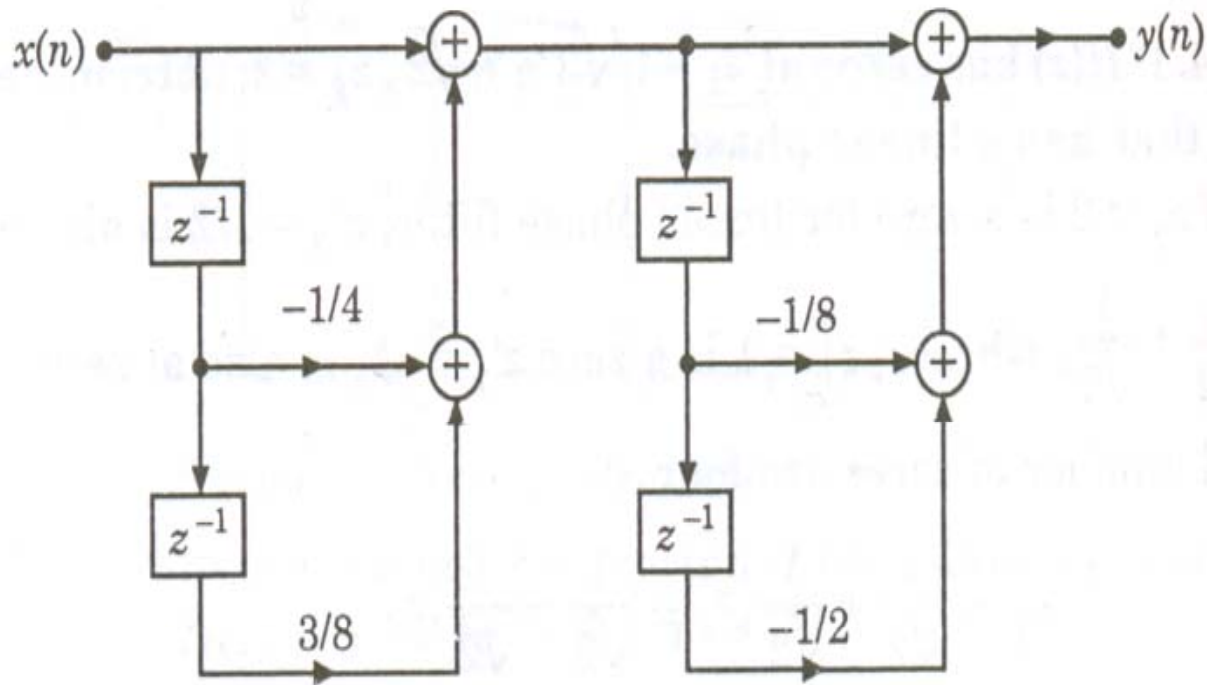 x(n)
+
+
y(n)
z⁻¹
z⁻¹
–1/4
–1/8
+
+
z⁻¹
z⁻¹
3/8
–1/2